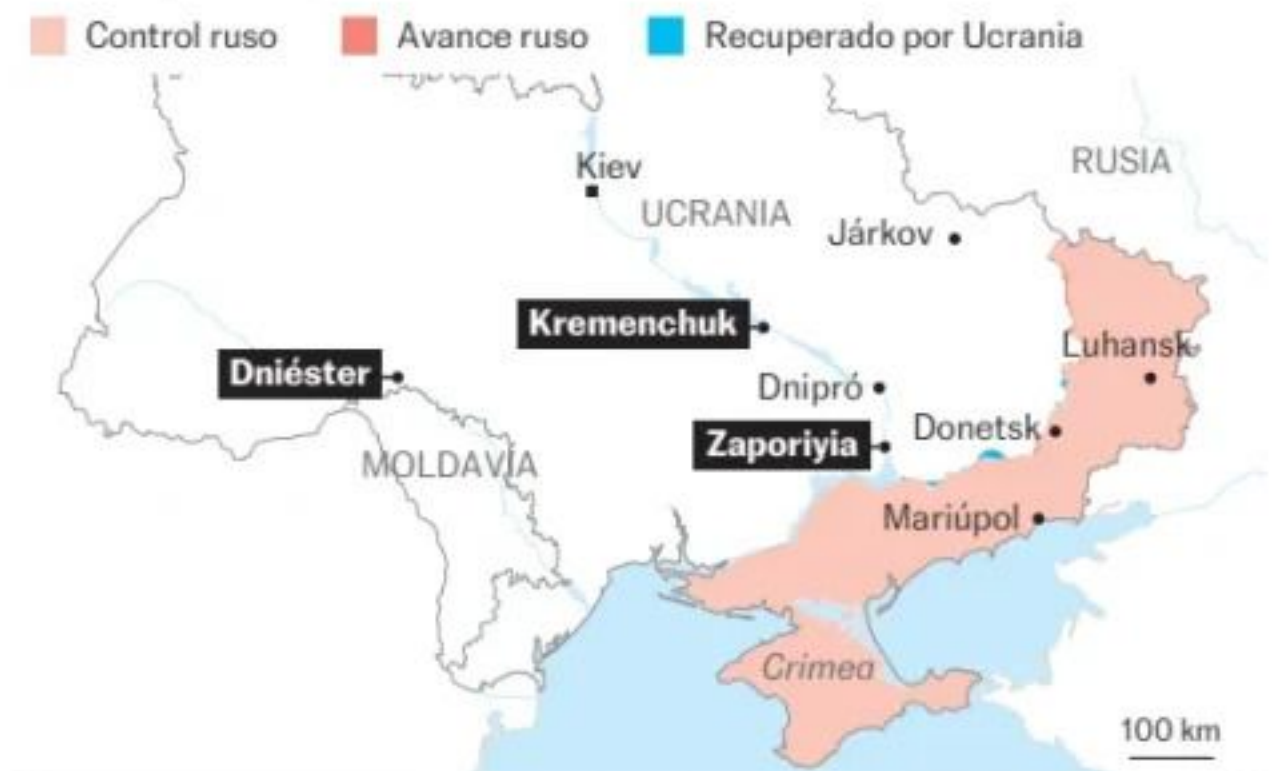 Control ruso
Avance ruso
Recuperado por Ucrania
RUSIA
Kiev
UCRANIA
Járkov
Kremenchuk
Luhansk
Dniéster
Dnipró
Donetsk
Zaporiyia
MOLDAVIA
Mariúpol
Crimea
100 km